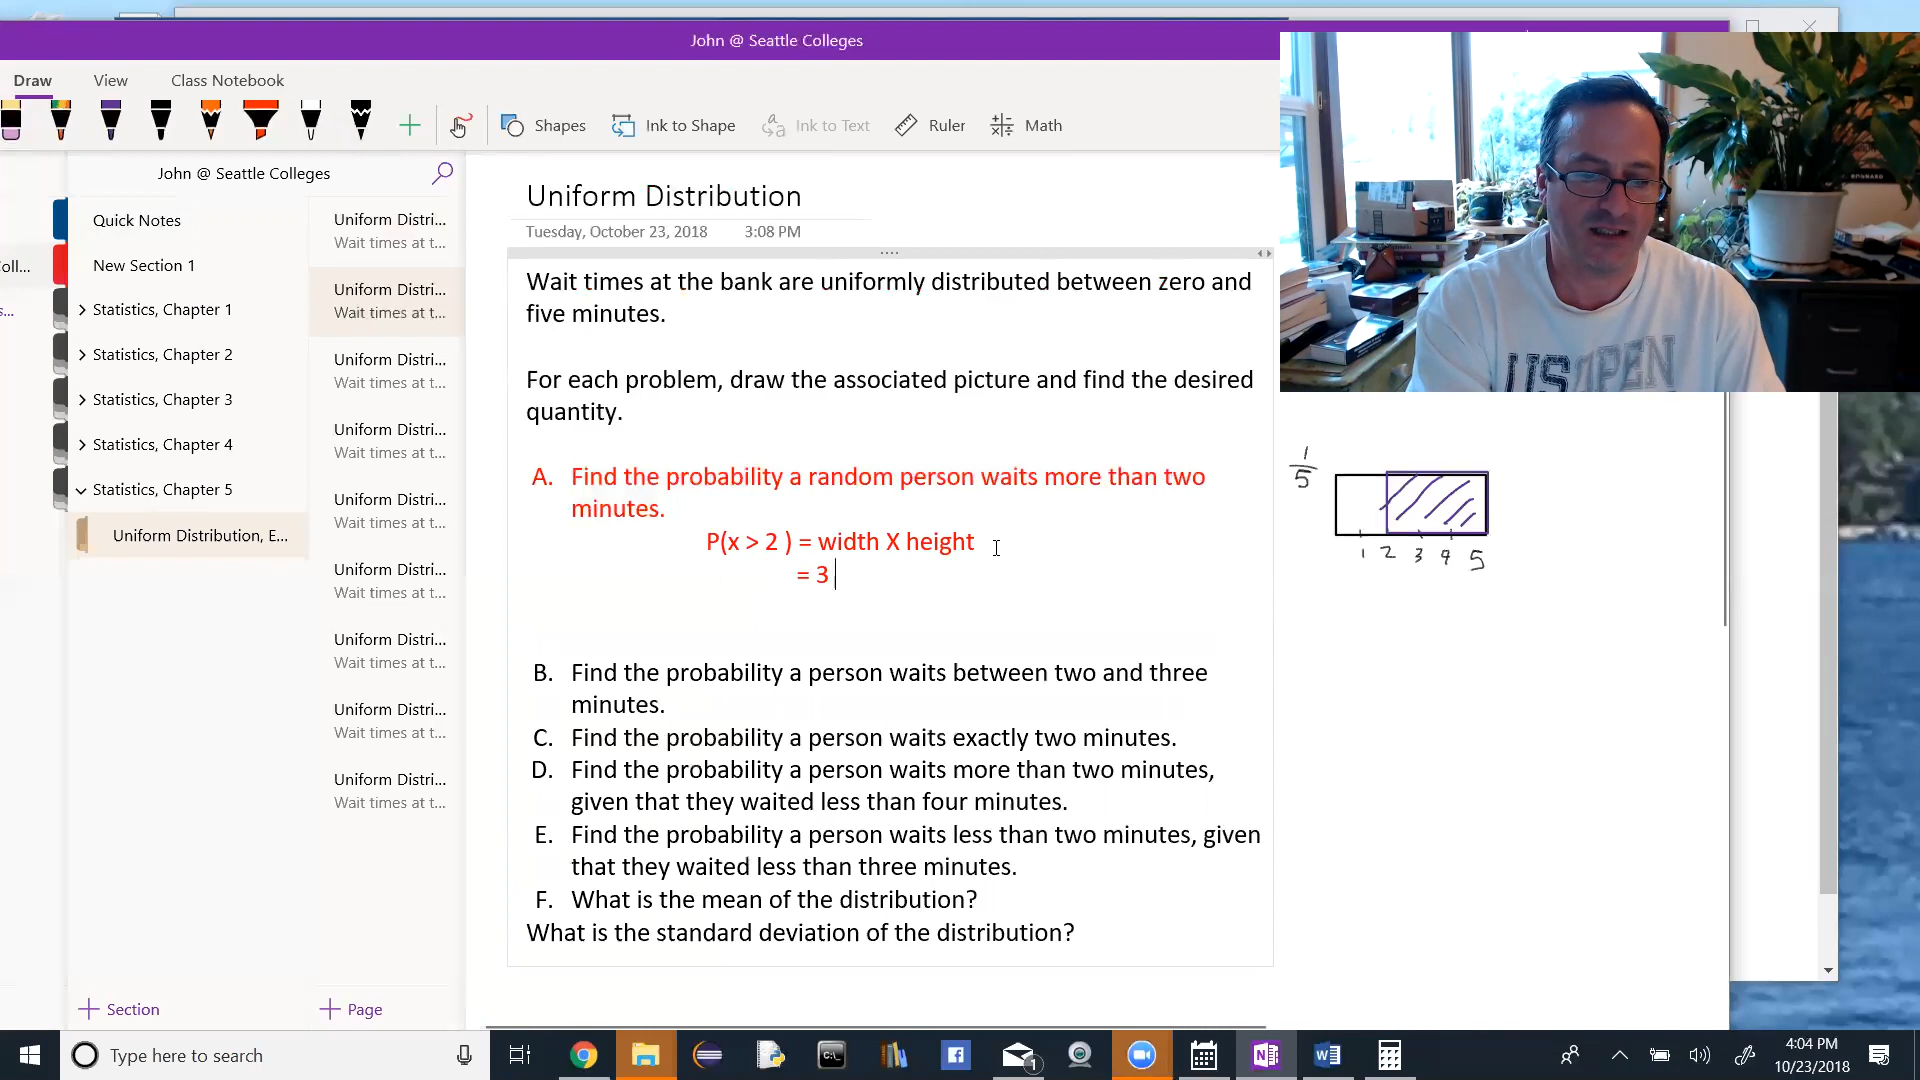 John @ Seattle Colleges
Draw View Class Notebook
Shapes Ink to Shape Ink to Text Ruler Math
John @ Seattle Colleges
Quick Notes
New Section 1
oll...
Statistics, Chapter 1
s...
Statistics, Chapter 2
Statistics, Chapter 3
Statistics, Chapter 4
Statistics, Chapter 5
Uniform Distribution, E...
Uniform Distri...
Wait times at t...
Uniform Distri...
Wait times at t...
Uniform Distri...
Wait times at t...
Uniform Distri...
Wait times at t...
Uniform Distri...
Wait times at t...
Uniform Distri...
Wait times at t...
Uniform Distri...
Wait times at t...
Uniform Distri...
Wait times at t...
Uniform Distri...
Wait times at t...
Section
Page
Uniform Distribution
Tuesday, October 23, 2018 3:08 PM
Wait times at the bank are uniformly distributed between zero and
five minutes.
For each problem, draw the associated picture and find the desired
quantity.
A. Find the probability a random person waits more than two
minutes.
P(x > 2 ) = width X height
= 3
B. Find the probability a person waits between two and three
minutes.
C. Find the probability a person waits exactly two minutes.
D. Find the probability a person waits more than two minutes,
given that they waited less than four minutes.
E. Find the probability a person waits less than two minutes, given
that they waited less than three minutes.
F. What is the mean of the distribution?
What is the standard deviation of the distribution?
1
5
1 2 3 4 5
US OPEN
Type here to search
1
4:04 PM
10/23/2018